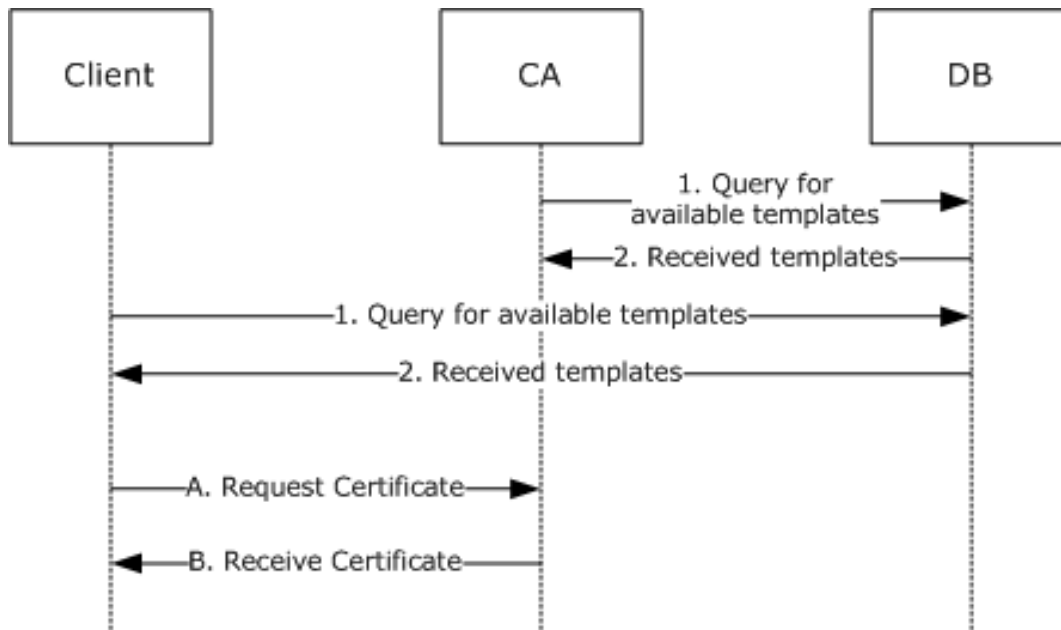 Client
CA
DB
1. Query for
available templates
2. Received templates
1. Query for available templates
2. Received templates
A. Request Certificate
B. Receive Certificate